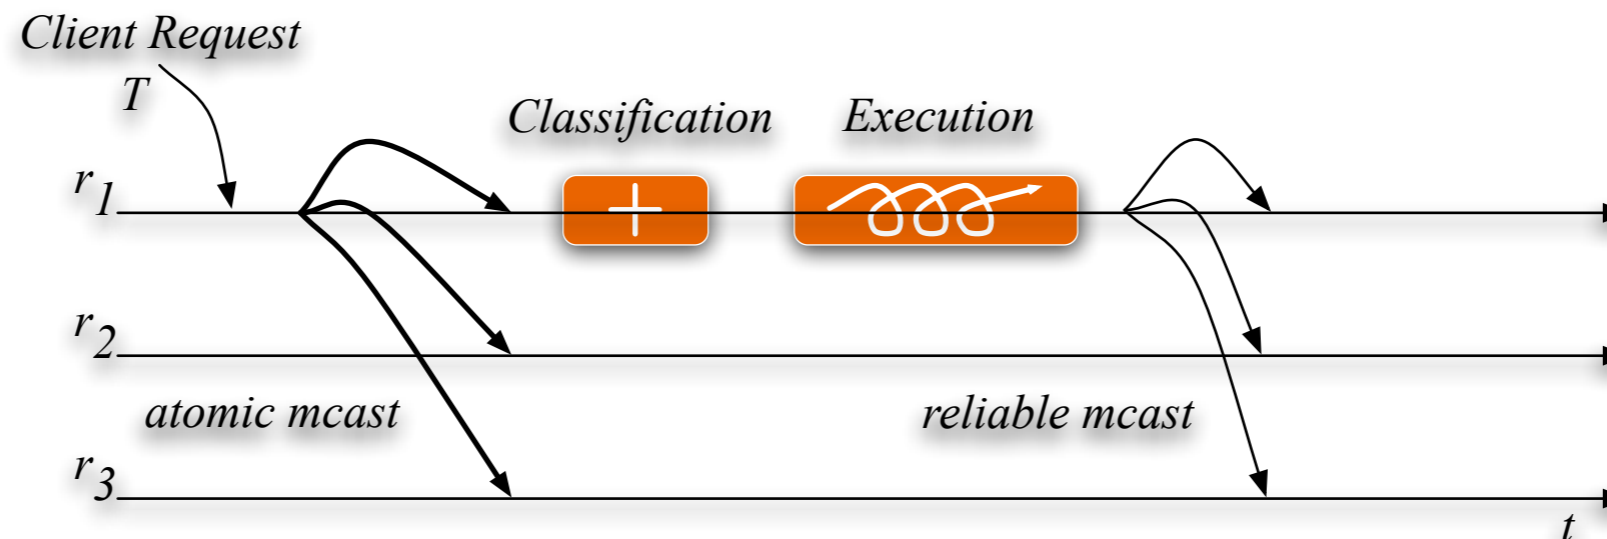 Client Request
T
Classification
Execution
r1
r2
atomic mcast
reliable mcast
r3
t